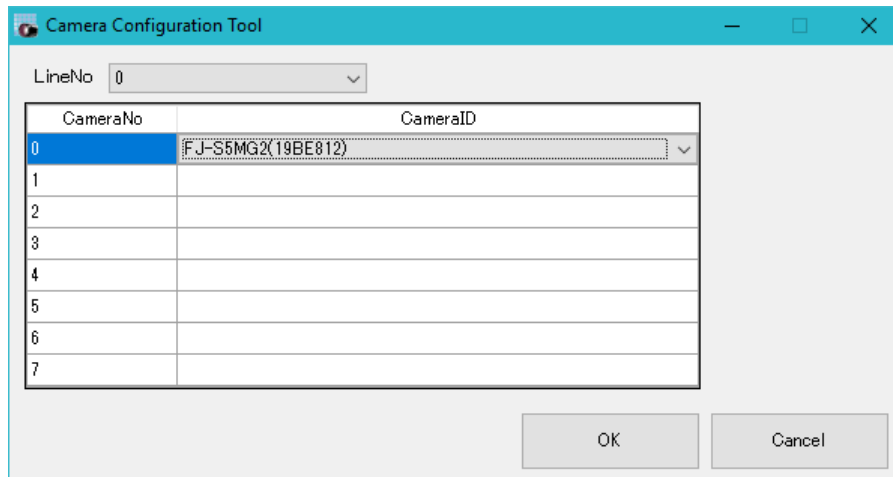 Camera Configuration Tool
LineNo 0
CameraNo CameraID
0 FJ-S5MG2(19BE812)
1
2
3
4
5
6
7
OK Cancel